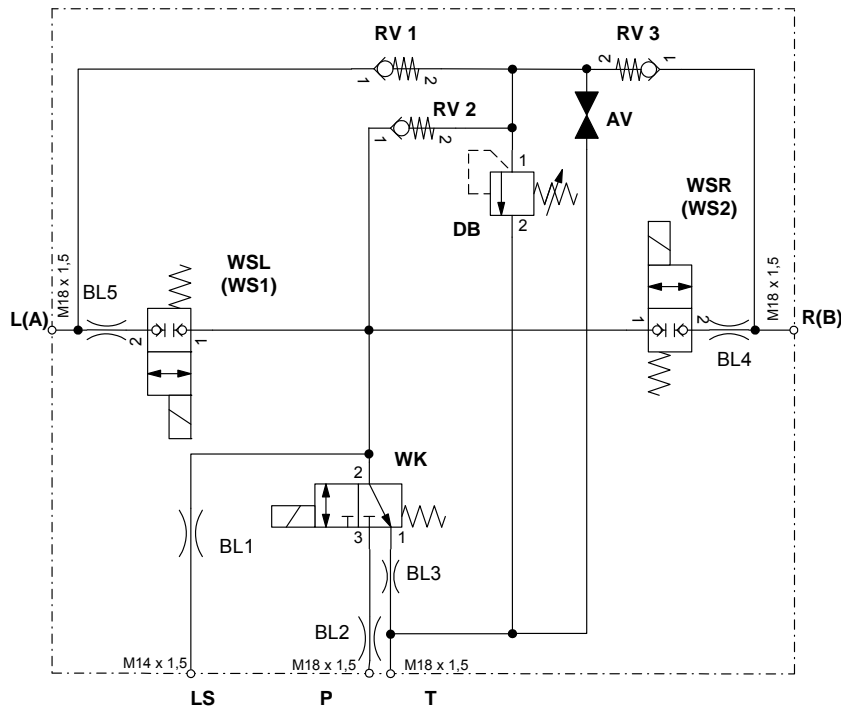 RV 1
RV 3
1
2
2
1
RV 2
1
2
AV
1
2
DB
WSL
(WS1)
WSR
(WS2)
M18 x 1,5
BL5
L(A)
2
1
1
2
BL4
M18 x 1,5
R(B)
2
WK
3
1
BL1
BL3
BL2
M14 x 1,5
M18 x 1,5
M18 x 1,5
LS
P
T